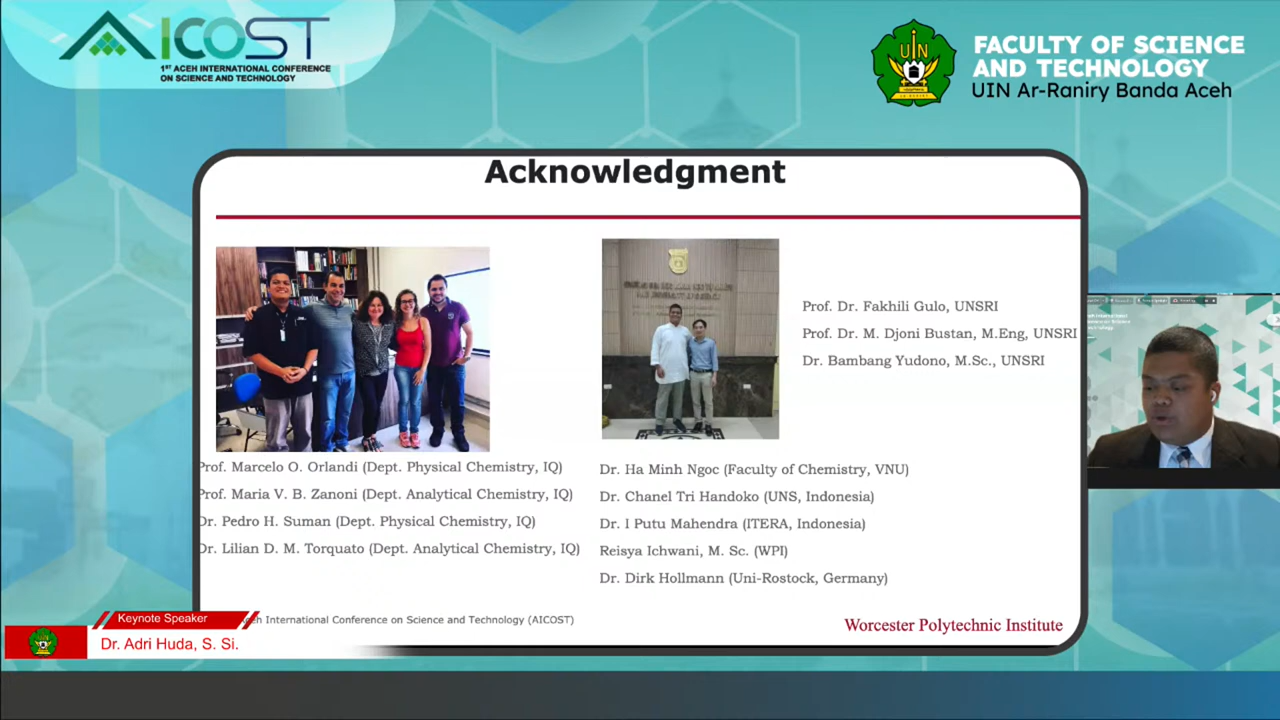 AICOST
1ST ACEH INTERNATIONAL CONFERENCE
ON SCIENCE AND TECHNOLOGY
UIN
FACULTY OF SCIENCE
AND TECHNOLOGY
UIN Ar-Raniry Banda Aceh
Acknowledgment
Prof. Dr. Fakhili Gulo, UNSRI
Prof. Dr. M. Djoni Bustan, M.Eng, UNSRI
Dr. Bambang Yudono, M.Sc., UNSRI
Prof. Marcelo O. Orlandi (Dept. Physical Chemistry, IQ)
Prof. Maria V. B. Zanoni (Dept. Analytical Chemistry, IQ)
Dr. Pedro H. Suman (Dept. Physical Chemistry, IQ)
Dr. Lilian D. M. Torquato (Dept. Analytical Chemistry, IQ)
Dr. Ha Minh Ngoc (Faculty of Chemistry, VNU)
Dr. Chanel Tri Handoko (UNS, Indonesia)
Dr. I Putu Mahendra (ITERA, Indonesia)
Reisya Ichwani, M. Sc. (WPI)
Dr. Dirk Hollmann (Uni-Rostock, Germany)
eh International Conference on Science and Technology (AICOST)
Worcester Polytechnic Institute
Keynote Speaker
Dr. Adri Huda, S. Si.